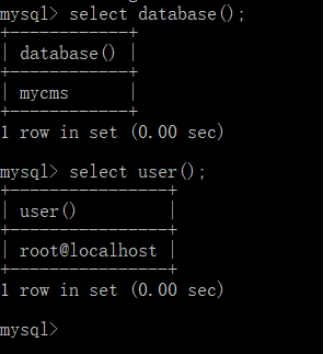 mysql> select database();
+------------+
| database() |
+------------+
| mycms      |
+------------+
1 row in set (0.00 sec)

mysql> select user();
+----------------+
| user()         |
+----------------+
| root@localhost |
+----------------+
1 row in set (0.00 sec)

mysql>